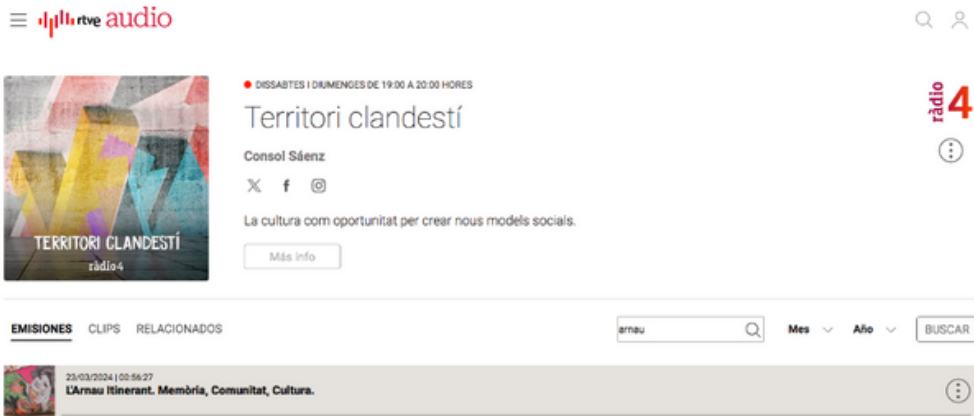 rtve audio
DISSABTES I DIUMENGES DE 19:00 A 20:00 HORES
Territori clandestí
Consol Sáenz
La cultura com oportunitat per crear nous models socials.
Más info
TERRITORI CLANDESTÍ
ràdio4
ràdio 4
EMISIONES CLIPS RELACIONADOS
arnau
Mes
Año
BUSCAR
23/03/2024 | 00:56:27
L'Arnau Itinerant. Memòria, Comunitat, Cultura.